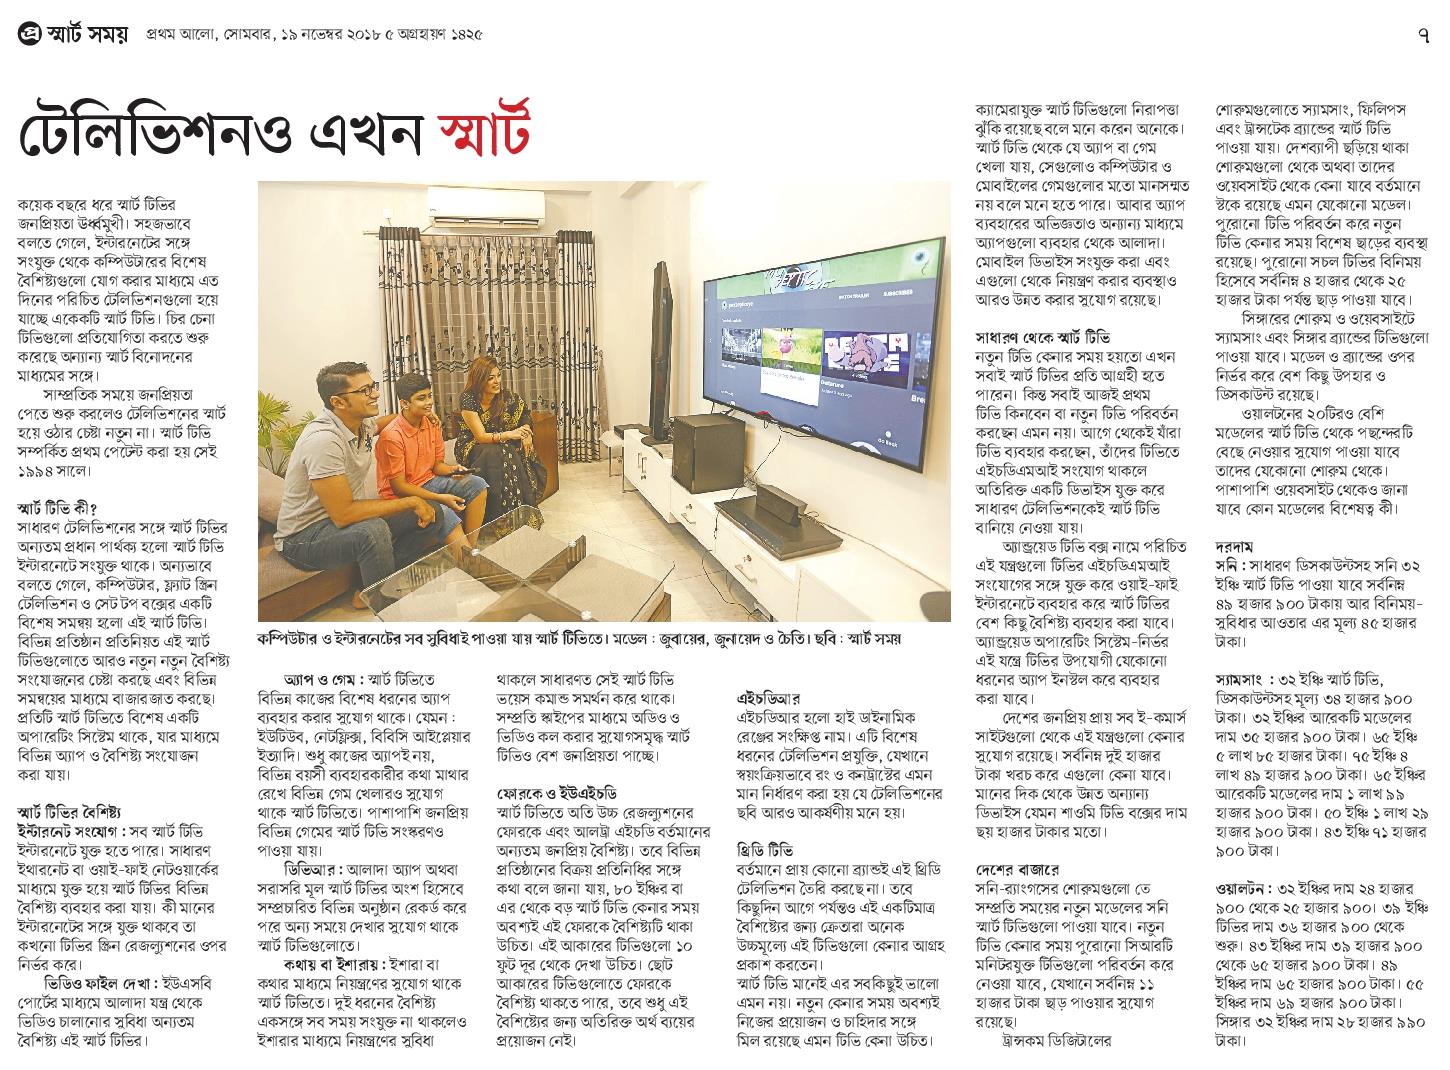 প্র স্মার্ট সময় প্রথম আলো, সোমবার, ১৯ নভেম্বর ২০১৮ ৫ অগ্রহায়ণ ১৪২৫
৭
টেলিভিশনও এখন স্মার্ট
কয়েক বছরে ধরে স্মার্ট টিভির
জনপ্রিয়তা ঊর্ধ্বমুখী। সহজভাবে
বলতে গেলে, ইন্টারনেটের সঙ্গে
সংযুক্ত থেকে কম্পিউটারের বিশেষ
বৈশিষ্ট্যগুলো যোগ করার মাধ্যমে এত
দিনের পরিচিত টেলিভিশনগুলো হয়ে
যাচ্ছে একেকটি স্মার্ট টিভি। চির চেনা
টিভিগুলো প্রতিযোগিতা করতে শুরু
করেছে অন্যান্য স্মার্ট বিনোদনের
মাধ্যমের সঙ্গে।
সাম্প্রতিক সময়ে জনপ্রিয়তা
পেতে শুরু করলেও টেলিভিশনের স্মার্ট
হয়ে ওঠার চেষ্টা নতুন না। স্মার্ট টিভি
সম্পর্কিত প্রথম পেটেন্ট করা হয় সেই
১৯৯৪ সালে।
স্মার্ট টিভি কী?
সাধারণ টেলিভিশনের সঙ্গে স্মার্ট টিভির
অন্যতম প্রধান পার্থক্য হলো স্মার্ট টিভি
ইন্টারনেটে সংযুক্ত থাকে। অন্যভাবে
বলতে গেলে, কম্পিউটার, ফ্ল্যাট স্ক্রিন
টেলিভিশন ও সেট টপ বক্সের একটি
বিশেষ সমন্বয় হলো এই স্মার্ট টিভি।
বিভিন্ন প্রতিষ্ঠান প্রতিনিয়ত এই স্মার্ট
টিভিগুলোতে আরও নতুন নতুন বৈশিষ্ট্য
সংযোজনের চেষ্টা করছে এবং বিভিন্ন
সমন্বয়ের মাধ্যমে বাজারজাত করছে।
প্রতিটি স্মার্ট টিভিতে বিশেষ একটি
অপারেটিং সিস্টেম থাকে, যার মাধ্যমে
বিভিন্ন অ্যাপ ও বৈশিষ্ট্য সংযোজন
করা যায়।
স্মার্ট টিভির বৈশিষ্ট্য
ইন্টারনেট সংযোগ : সব স্মার্ট টিভি
ইন্টারনেটে যুক্ত হতে পারে। সাধারণ
ইথারনেট বা ওয়াই-ফাই নেটওয়ার্কের
মাধ্যমে যুক্ত হয়ে স্মার্ট টিভির বিভিন্ন
বৈশিষ্ট্য ব্যবহার করা যায়। কী মানের
ইন্টারনেটের সঙ্গে যুক্ত থাকবে তা
কখনো টিভির স্ক্রিন রেজল্যুশনের ওপর
নির্ভর করে।
ভিডিও ফাইল দেখা : ইউএসবি
পোর্টের মাধ্যমে আলাদা যন্ত্র থেকে
ভিডিও চালানোর সুবিধা অন্যতম
বৈশিষ্ট্য এই স্মার্ট টিভির।
কম্পিউটার ও ইন্টারনেটের সব সুবিধাই পাওয়া যায় স্মার্ট টিভিতে। মডেল : জুবায়ের, জুনায়েদ ও চৈতি। ছবি : স্মার্ট সময়
অ্যাপ ও গেম : স্মার্ট টিভিতে
বিভিন্ন কাজের বিশেষ ধরনের অ্যাপ
ব্যবহার করার সুযোগ থাকে। যেমন :
ইউটিউব, নেটফ্লিক্স, বিবিসি আইপ্লেয়ার
ইত্যাদি। শুধু কাজের অ্যাপই নয়,
বিভিন্ন বয়সী ব্যবহারকারীর কথা মাথায়
রেখে বিভিন্ন গেম খেলারও সুযোগ
থাকে স্মার্ট টিভিতে। পাশাপাশি জনপ্রিয়
বিভিন্ন গেমের স্মার্ট টিভি সংস্করণও
পাওয়া যায়।
ডিভিআর : আলাদা অ্যাপ অথবা
সরাসরি মূল স্মার্ট টিভির অংশ হিসেবে
সম্প্রচারিত বিভিন্ন অনুষ্ঠান রেকর্ড করে
পরে অন্য সময়ে দেখার সুযোগ থাকে
স্মার্ট টিভিগুলোতে।
কথায় বা ইশারায় : ইশারা বা
কথার মাধ্যমে নিয়ন্ত্রণের সুযোগ থাকে
স্মার্ট টিভিতে। দুই ধরনের বৈশিষ্ট্য
একসঙ্গে সব সময় সংযুক্ত না থাকলেও
ইশারার মাধ্যমে নিয়ন্ত্রণের সুবিধা
থাকলে সাধারণত সেই স্মার্ট টিভি
ভয়েস কমান্ড সমর্থন করে থাকে।
সম্প্রতি স্কাইপের মাধ্যমে অডিও ও
ভিডিও কল করার সুযোগসমৃদ্ধ স্মার্ট
টিভিও বেশ জনপ্রিয়তা পাচ্ছে।
ফোরকে ও ইউএইচডি
স্মার্ট টিভিতে অতি উচ্চ রেজল্যুশনের
ফোরকে এবং আলট্রা এইচডি বর্তমানের
অন্যতম জনপ্রিয় বৈশিষ্ট্য। তবে বিভিন্ন
প্রতিষ্ঠানের বিক্রয় প্রতিনিধির সঙ্গে
কথা বলে জানা যায়, ৮০ ইঞ্চির বা
এর থেকে বড় স্মার্ট টিভি কেনার সময়
অবশ্যই এই ফোরকে বৈশিষ্ট্যটি থাকা
উচিত। এই আকারের টিভিগুলো ১০
ফুট দূর থেকে দেখা উচিত। ছোট
আকারের টিভিগুলোতে ফোরকে
বৈশিষ্ট্য থাকতে পারে, তবে শুধু এই
বৈশিষ্ট্যের জন্য অতিরিক্ত অর্থ ব্যয়ের
প্রয়োজন নেই।
এইচডিআর
এইচডিআর হলো হাই ডাইনামিক
রেঞ্জের সংক্ষিপ্ত নাম। এটি বিশেষ
ধরনের টেলিভিশন প্রযুক্তি, যেখানে
স্বয়ংক্রিয়ভাবে রং ও কনট্রাস্টের এমন
মান নির্ধারণ করা হয় যে টেলিভিশনের
ছবি আরও আকর্ষণীয় মনে হয়।
থ্রিডি টিভি
বর্তমানে প্রায় কোনো ব্র্যান্ডই এই থ্রিডি
টেলিভিশন তৈরি করছে না। তবে
কিছুদিন আগে পর্যন্তও এই একটিমাত্র
বৈশিষ্ট্যের জন্য ক্রেতারা অনেক
উচ্চমূল্যে এই টিভিগুলো কেনার আগ্রহ
প্রকাশ করতেন।
স্মার্ট টিভি মানেই এর সবকিছুই ভালো
এমন নয়। নতুন কেনার সময় অবশ্যই
নিজের প্রয়োজন ও চাহিদার সঙ্গে
মিল রয়েছে এমন টিভি কেনা উচিত।
ক্যামেরাযুক্ত স্মার্ট টিভিগুলো নিরাপত্তা
ঝুঁকি রয়েছে বলে মনে করেন অনেকে।
স্মার্ট টিভি থেকে যে অ্যাপ বা গেম
খেলা যায়, সেগুলোও কম্পিউটার ও
মোবাইলের গেমগুলোর মতো মানসম্মত
নয় বলে মনে হতে পারে। আবার অ্যাপ
ব্যবহারের অভিজ্ঞতাও অন্যান্য মাধ্যমে
অ্যাপগুলো ব্যবহার থেকে আলাদা।
মোবাইল ডিভাইস সংযুক্ত করা এবং
এগুলো থেকে নিয়ন্ত্রণ করার ব্যবস্থাও
আরও উন্নত করার সুযোগ রয়েছে।
সাধারণ থেকে স্মার্ট টিভি
নতুন টিভি কেনার সময় হয়তো এখন
সবাই স্মার্ট টিভির প্রতি আগ্রহী হতে
পারেন। কিন্তু সবাই আজই প্রথম
টিভি কিনবেন বা নতুন টিভি পরিবর্তন
করছেন এমন নয়। আগে থেকেই যাঁরা
টিভি ব্যবহার করছেন, তাঁদের টিভিতে
এইচডিএমআই সংযোগ থাকলে
অতিরিক্ত একটি ডিভাইস যুক্ত করে
সাধারণ টেলিভিশনকেই স্মার্ট টিভি
বানিয়ে নেওয়া যায়।
অ্যান্ড্রয়েড টিভি বক্স নামে পরিচিত
এই যন্ত্রগুলো টিভির এইচডিএমআই
সংযোগের সঙ্গে যুক্ত করে ওয়াই-ফাই
ইন্টারনেটে ব্যবহার করে স্মার্ট টিভির
বেশ কিছু বৈশিষ্ট্য ব্যবহার করা যাবে।
অ্যান্ড্রয়েড অপারেটিং সিস্টেম-নির্ভর
এই যন্ত্রে টিভির উপযোগী যেকোনো
ধরনের অ্যাপ ইনস্টল করে ব্যবহার
করা যাবে।
দেশের জনপ্রিয় প্রায় সব ই-কমার্স
সাইটগুলো থেকে এই যন্ত্রগুলো কেনার
সুযোগ রয়েছে। সর্বনিম্ন দুই হাজার
টাকা খরচ করে এগুলো কেনা যাবে।
মানের দিক থেকে উন্নত অন্যান্য
ডিভাইস যেমন শাওমি টিভি বক্সের দাম
ছয় হাজার টাকার মতো।
দেশের বাজারে
সনি-র‍্যাংগসের শোরুমগুলো তে
সম্প্রতি সময়ের নতুন মডেলের সনি
স্মার্ট টিভিগুলো পাওয়া যাবে। নতুন
টিভি কেনার সময় পুরোনো সিআরটি
মনিটরযুক্ত টিভিগুলো পরিবর্তন করে
নেওয়া যাবে, যেখানে সর্বনিম্ন ১১
হাজার টাকা ছাড় পাওয়ার সুযোগ
রয়েছে।
ট্রান্সকম ডিজিটালের
শোরুমগুলোতে স্যামসাং, ফিলিপস
এবং ট্রান্সটেক ব্র্যান্ডের স্মার্ট টিভি
পাওয়া যায়। দেশব্যাপী ছড়িয়ে থাকা
শোরুমগুলো থেকে অথবা তাদের
ওয়েবসাইট থেকে কেনা যাবে বর্তমানে
স্টকে রয়েছে এমন যেকোনো মডেল।
পুরোনো টিভি পরিবর্তন করে নতুন
টিভি কেনার সময় বিশেষ ছাড়ের ব্যবস্থা
রয়েছে। পুরোনো সচল টিভির বিনিময়
হিসেবে সর্বনিম্ন ৪ হাজার থেকে ২৫
হাজার টাকা পর্যন্ত ছাড় পাওয়া যাবে।
সিঙ্গারের শোরুম ও ওয়েবসাইটে
স্যামসাং এবং সিঙ্গার ব্র্যান্ডের টিভিগুলো
পাওয়া যাবে। মডেল ও ব্র্যান্ডের ওপর
নির্ভর করে বেশ কিছু উপহার ও
ডিসকাউন্ট রয়েছে।
ওয়ালটনের ২০টিরও বেশি
মডেলের স্মার্ট টিভি থেকে পছন্দেরটি
বেছে নেওয়ার সুযোগ পাওয়া যাবে
তাদের যেকোনো শোরুম থেকে।
পাশাপাশি ওয়েবসাইট থেকেও জানা
যাবে কোন মডেলের বিশেষত্ব কী।
দরদাম
সনি : সাধারণ ডিসকাউন্টসহ সনি ৩২
ইঞ্চি স্মার্ট টিভি পাওয়া যাবে সর্বনিম্ন
৪৯ হাজার ৯০০ টাকায় আর বিনিময়-
সুবিধার আওতার এর মূল্য ৪৫ হাজার
টাকা।
স্যামসাং : ৩২ ইঞ্চি স্মার্ট টিভি,
ডিসকাউন্টসহ মূল্য ৩৪ হাজার ৯০০
টাকা। ৩২ ইঞ্চির আরেকটি মডেলের
দাম ৩৫ হাজার ৯০০ টাকা। ৬৫ ইঞ্চি
৫ লাখ ৮৫ হাজার টাকা। ৭৫ ইঞ্চি ৪
লাখ ৪৯ হাজার ৯০০ টাকা। ৬৫ ইঞ্চির
আরেকটি মডেলের দাম ১ লাখ ৯৯
হাজার ৯০০ টাকা। ৫০ ইঞ্চি ১ লাখ ২৯
হাজার ৯০০ টাকা। ৪৩ ইঞ্চি ৭১ হাজার
৯০০ টাকা।
ওয়ালটন : ৩২ ইঞ্চির দাম ২৪ হাজার
৯০০ থেকে ২৫ হাজার ৯০০। ৩৯ ইঞ্চি
টিভির দাম ৩৬ হাজার ৯০০ থেকে
শুরু। ৪৩ ইঞ্চির দাম ৩৯ হাজার ৯০০
থেকে ৬৫ হাজার ৯০০ টাকা। ৪৯
ইঞ্চির দাম ৬৫ হাজার ৯০০ টাকা। ৫৫
ইঞ্চির দাম ৬৯ হাজার ৯০০ টাকা।
সিঙ্গার ৩২ ইঞ্চির দাম ২৮ হাজার ৯৯০
টাকা।